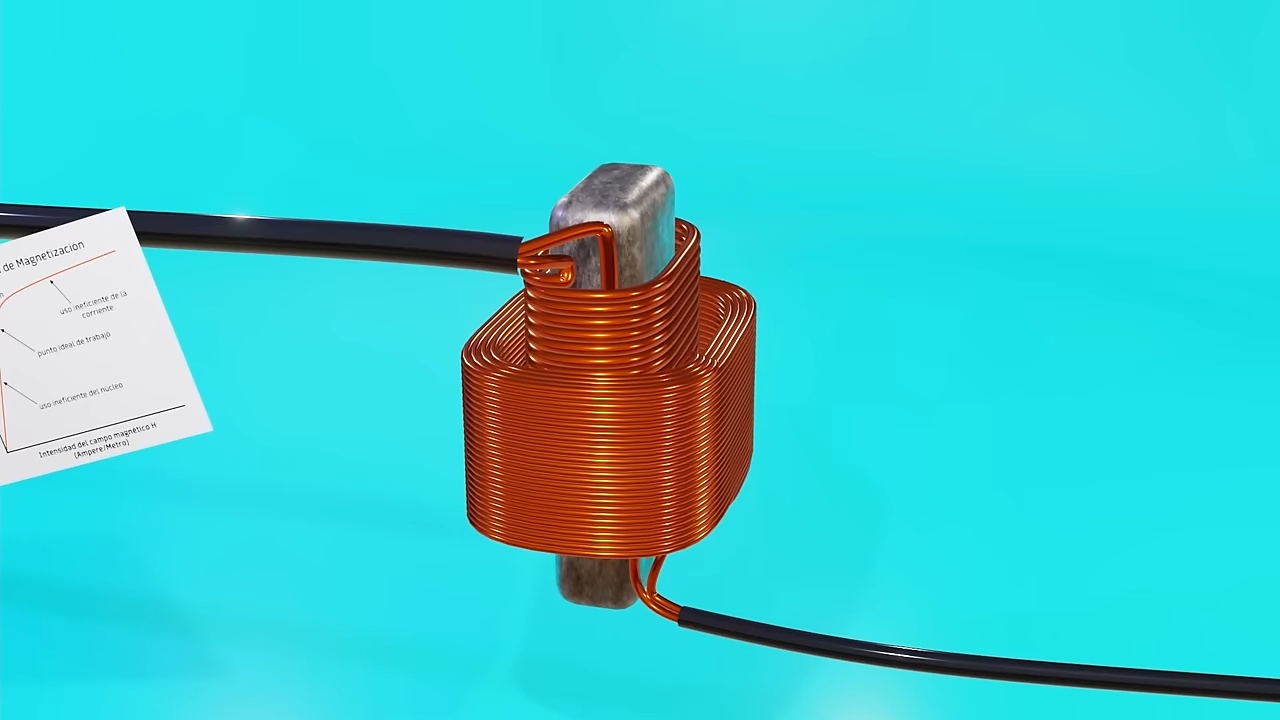 de Magnetización
uso ineficiente de la
corriente
punto ideal de trabajo
uso ineficiente del núcleo
Intensidad del campo magnético H
(Ampere/Metro)